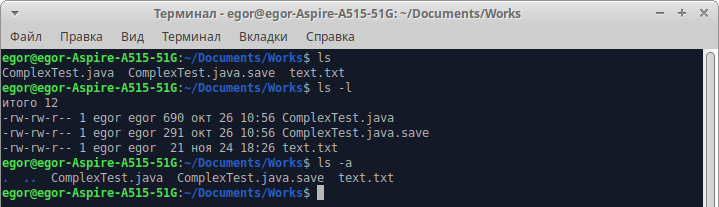 Терминал - egor@egor-Aspire-A515-51G: ~/Documents/Works
Файл Правка Вид Терминал Вкладки Справка
egor@egor-Aspire-A515-51G:~/Documents/Works$ ls
ComplexTest.java  ComplexTest.java.save  text.txt
egor@egor-Aspire-A515-51G:~/Documents/Works$ ls -l
итого 12
-rw-rw-r-- 1 egor egor 690 окт 26 10:56 ComplexTest.java
-rw-rw-r-- 1 egor egor 291 окт 26 10:56 ComplexTest.java.save
-rw-rw-r-- 1 egor egor  21 ноя 24 18:26 text.txt
egor@egor-Aspire-A515-51G:~/Documents/Works$ ls -a
.  ..  ComplexTest.java  ComplexTest.java.save  text.txt
egor@egor-Aspire-A515-51G:~/Documents/Works$